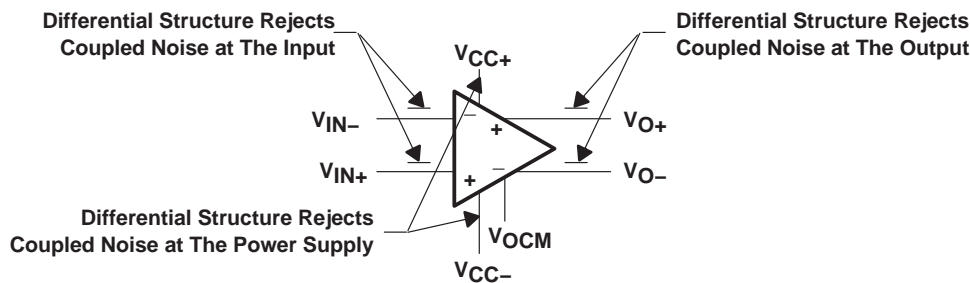 Differential Structure Rejects
Coupled Noise at The Input
Differential Structure Rejects
Coupled Noise at The Output
VCC+
VIN–
– +
VO+
VIN+
+ –
VO–
Differential Structure Rejects
Coupled Noise at The Power Supply
VOCM
VCC–